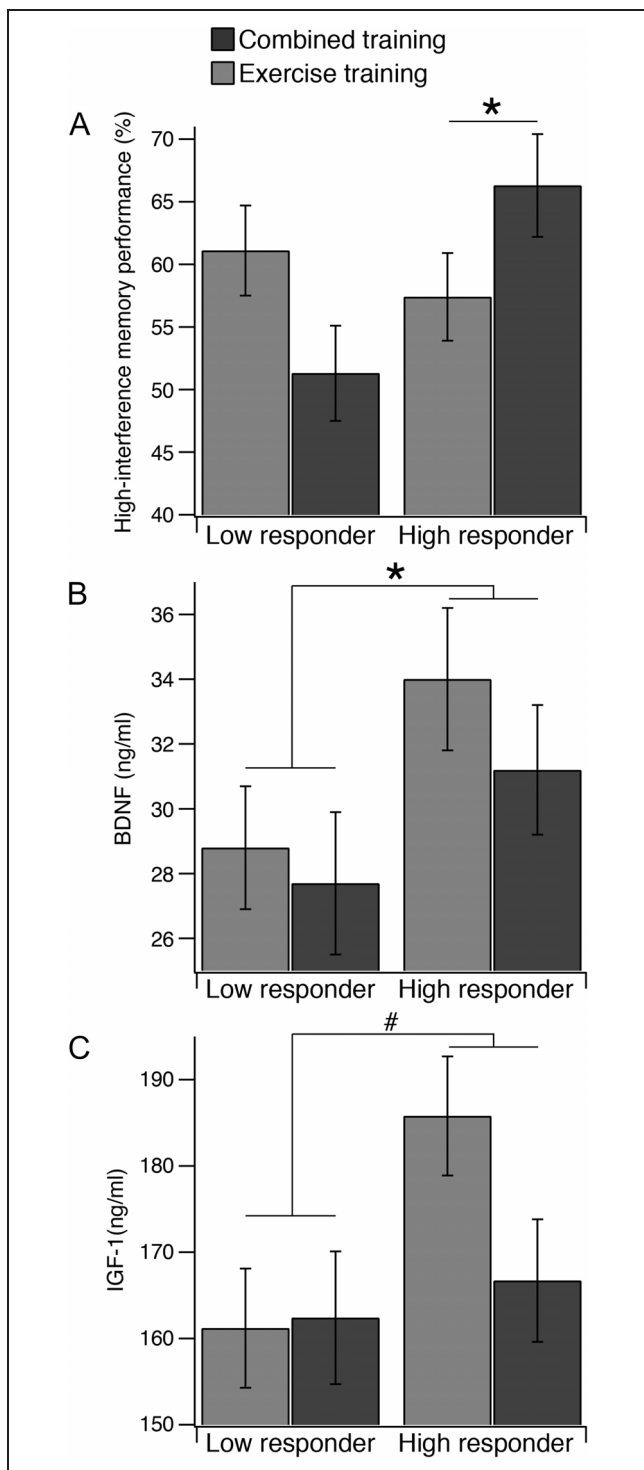 Combined training
Exercise training
A
*
High-interference memory performance (%)
70
65
60
55
50
45
40
Low responder High responder
B
*
BDNF (ng/ml)
36
34
32
30
28
26
Low responder High responder
C
#
IGF-1(ng/ml)
190
180
170
160
150
Low responder High responder